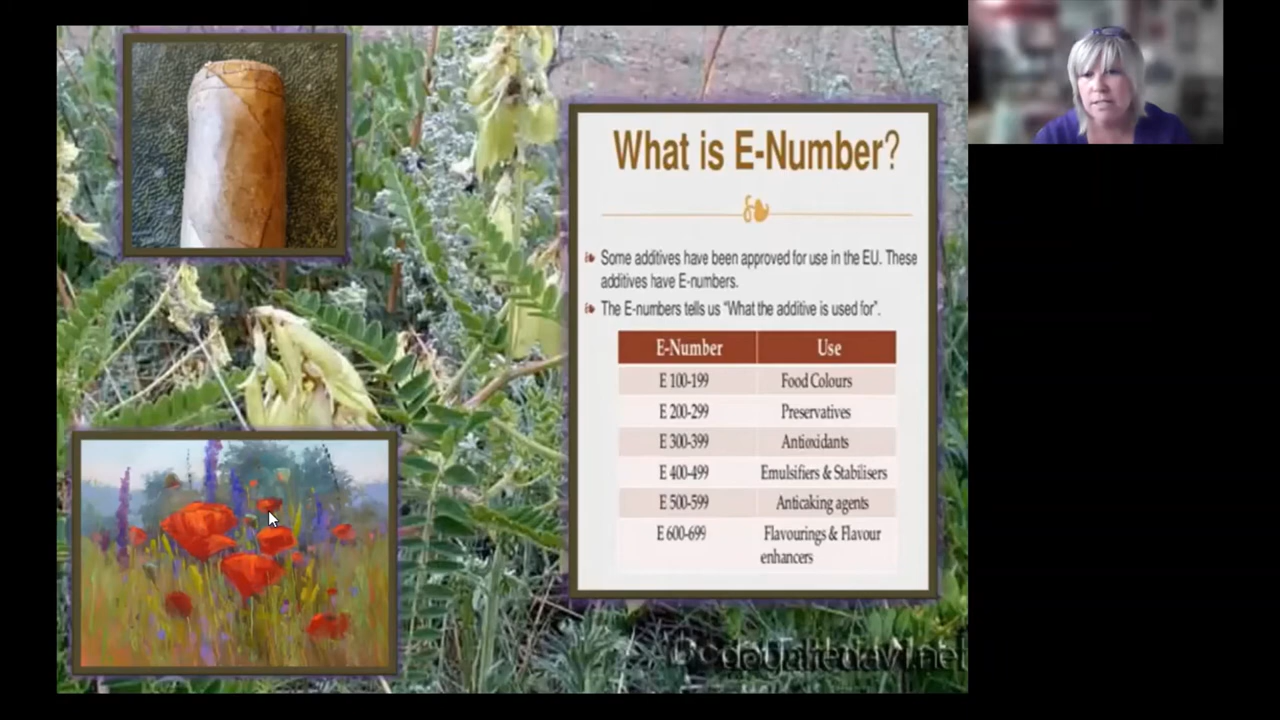 What is E-Number?
Some additives have been approved for use in the EU. These
additives have E-numbers.
The E-numbers tells us “What the additive is used for”.
E-Number Use
E 100-199 Food Colours
E 200-299 Preservatives
E 300-399 Antioxidants
E 400-499 Emulsifiers & Stabilisers
E 500-599 Anticaking agents
E 600-699 Flavourings & Flavour
enhancers